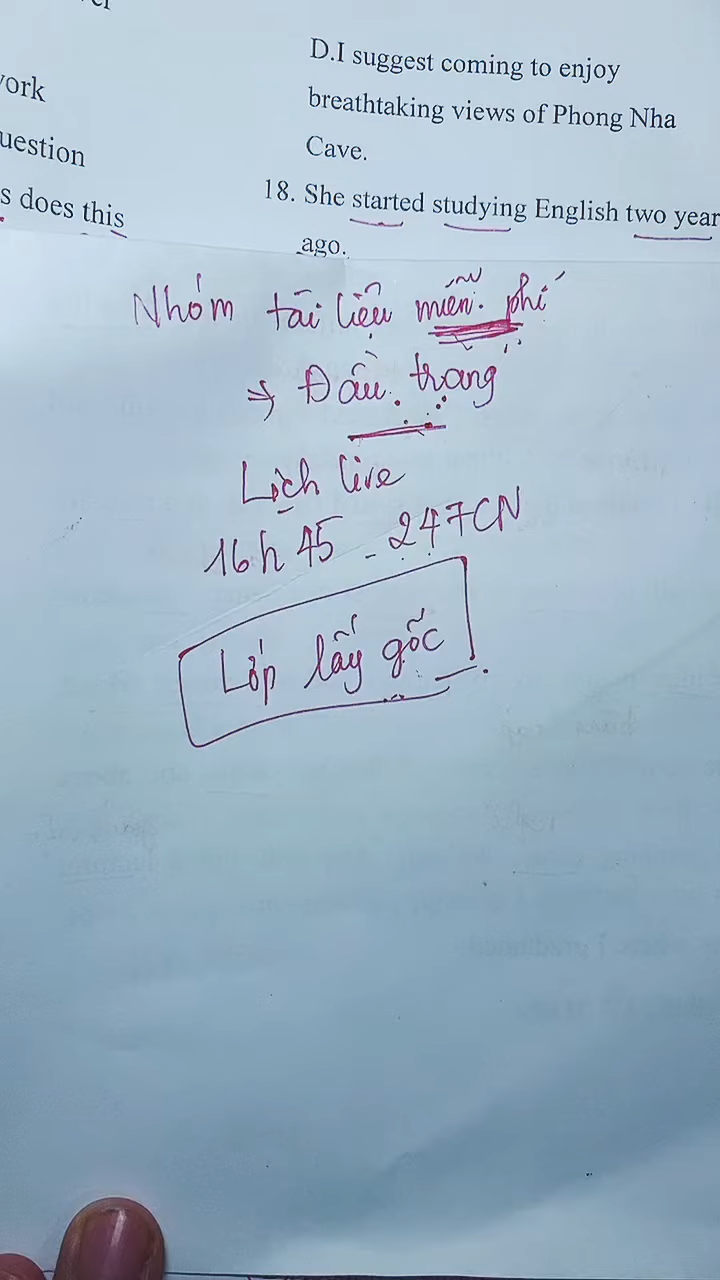 D.I suggest coming to enjoy
breathtaking views of Phong Nha
Cave.
18. She started studying English two year
ago.
work
uestion
s does this
Nhóm tài liệu miễn phí
⇒ Đầu trang
Lịch live
16h45 - 247CN
Lớp lấy gốc